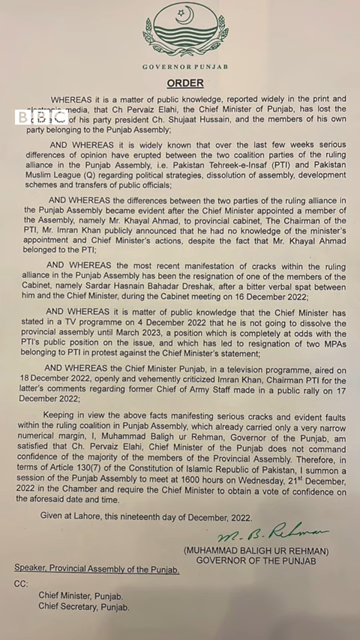 GOVERNOR PUNJAB
ORDER
WHEREAS it is a matter of public knowledge, reported widely in the print and
media, that Ch Pervaiz Elahi, the Chief Minister of Punjab, has lost the
BBC
of his party president Ch. Shujaat Hussain, and the members of his own
party belonging to the Punjab Assembly;
AND WHEREAS it is widely known that over the last few weeks serious
differences of opinion have erupted between the two coalition parties of the ruling
alliance in the Punjab Assembly, i.e. Pakistan Tehreek-e-Insaf (PTI) and Pakistan
Muslim League (Q) regarding political strategies, dissolution of assembly, development
schemes and transfers of public officials;
AND WHEREAS the differences between the two parties of the ruling alliance in
the Punjab Assembly became evident after the Chief Minister appointed a member of
the Assembly, namely Mr. Khayal Ahmad, to provincial cabinet, The Chairman of the
PTI, Mr. Imran Khan publicly announced that he had no knowledge of the minister's
appointment and Chief Minister's actions, despite the fact that Mr. Khayal Ahmad
belonged to the PTI;
AND WHEREAS the most recent manifestation of cracks within the ruling
alliance in the Punjab Assembly has been the resignation of one of the members of the
Cabinet, namely Sardar Hasnain Bahadar Dreshak, after a bitter verbal spat between
him and the Chief Minister, during the Cabinet meeting on 16 December 2022;
AND WHEREAS it is matter of public knowledge that the Chief Minister has
stated in a TV programme on 4 December 2022 that he is not going to dissolve the
provincial assembly until March 2023, a position which is completely at odds with the
PTI's public position on the issue, and which has led to resignation of two MPAs
belonging to PTI in protest against the Chief Minister's statement;
AND WHEREAS the Chief Minister Punjab, in a television programme, aired on
18 December 2022, openly and vehemently criticized Imran Khan, Chairman PTI for the
latter's comments regarding former Chief of Army Staff made in a public rally on 17
December 2022;
Keeping in view the above facts manifesting serious cracks and evident faults
within the ruling coalition in Punjab Assembly, which already carried only a very narrow
numerical margin, I, Muhammad Baligh ur Rehman, Governor of the Punjab, am
satisfied that Ch. Pervaiz Elahi, Chief Minister of the Punjab does not command
confidence of the majority of the members of the Provincial Assembly. Therefore, in
terms of Article 130(7) of the Constitution of Islamic Republic of Pakistan, I summon a
session of the Punjab Assembly to meet at 1600 hours on Wednesday, 21st December,
2022 in the Chamber and require the Chief Minister to obtain a vote of confidence on
the aforesaid date and time.
Given at Lahore, this nineteenth day of December, 2022.
M. B. Rehman
(MUHAMMAD BALIGH UR REHMAN)
GOVERNOR OF THE PUNJAB
Speaker, Provincial Assembly of the Punjab.
CC:
Chief Minister, Punjab.
Chief Secretary, Punjab.